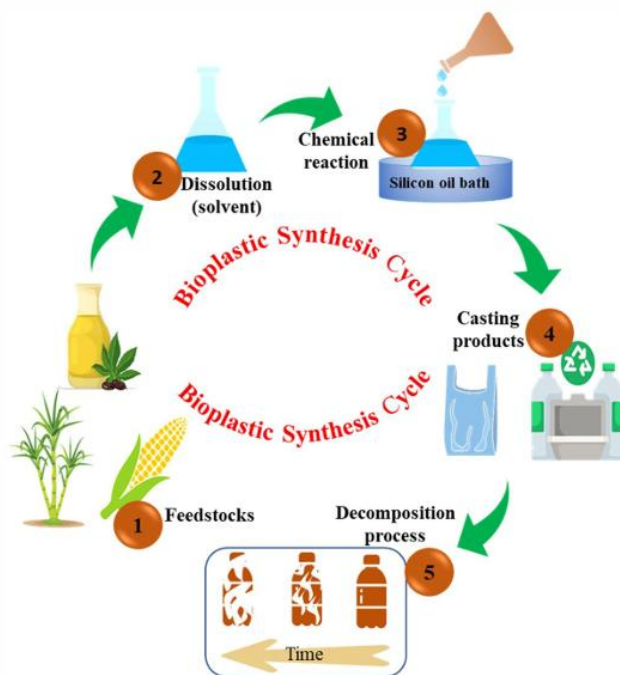 2
Dissolution
(solvent)
Chemical
reaction
3
Silicon oil bath
Bioplastic Synthesis Cycle
Casting
products
4
Bioplastic Synthesis Cycle
1
Feedstocks
Decomposition
process
5
Time